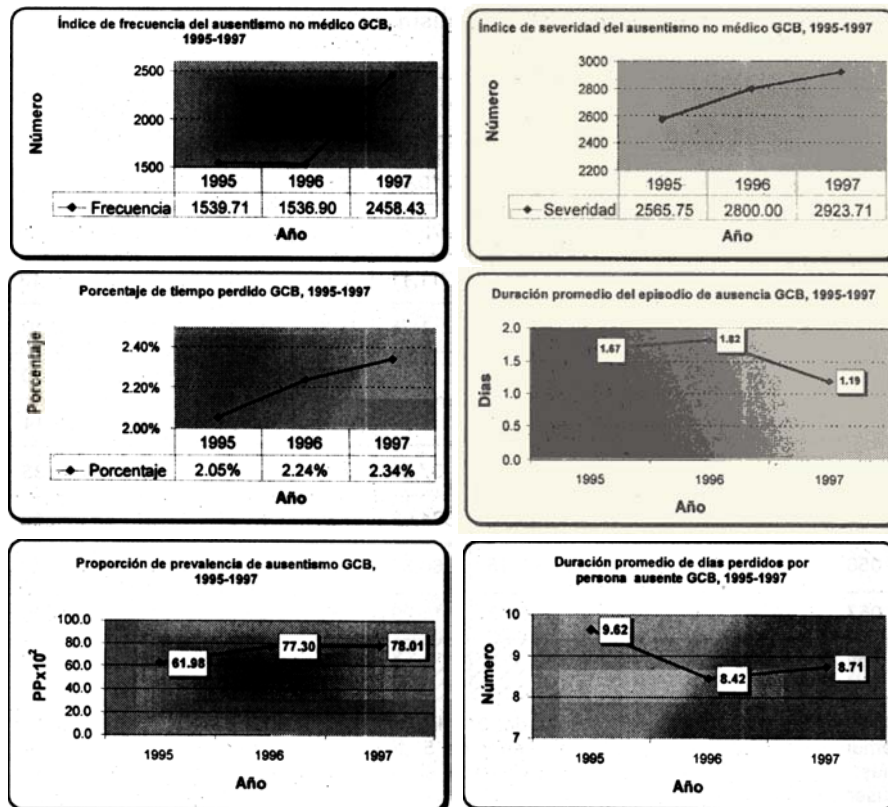 Índice de frecuencia del ausentismo no médico GCB,
1995-1997
Número
2500
2000
1500
1995 1996 1997
Frecuencia 1539.71 1536.90 2458.43
Año
Índice de severidad del ausentismo no médico GCB, 1995-1997
Número
3000
2800
2600
2400
2200
1995 1996 1997
Severidad 2565.75 2800.00 2923.71
Año
Porcentaje de tiempo perdido GCB, 1995-1997
Porcentaje
2.40%
2.20%
2.00%
1995 1996 1997
Porcentaje 2.05% 2.24% 2.34%
Año
Duración promedio del episodio de ausencia GCB, 1995-1997
Días
2.0
1.5
1.0
0.5
0.0
1.67
1.82
1.19
1995 1996 1997
Año
Proporción de prevalencia de ausentismo GCB,
1995-1997
PPx10²
100.0
80.0
60.0
40.0
20.0
0.0
61.98
77.30
78.01
1995 1996 1997
Año
Duración promedio de días perdidos por
persona ausente GCB, 1995-1997
Número
10
9
8
7
9.62
8.42
8.71
1995 1996 1997
Año